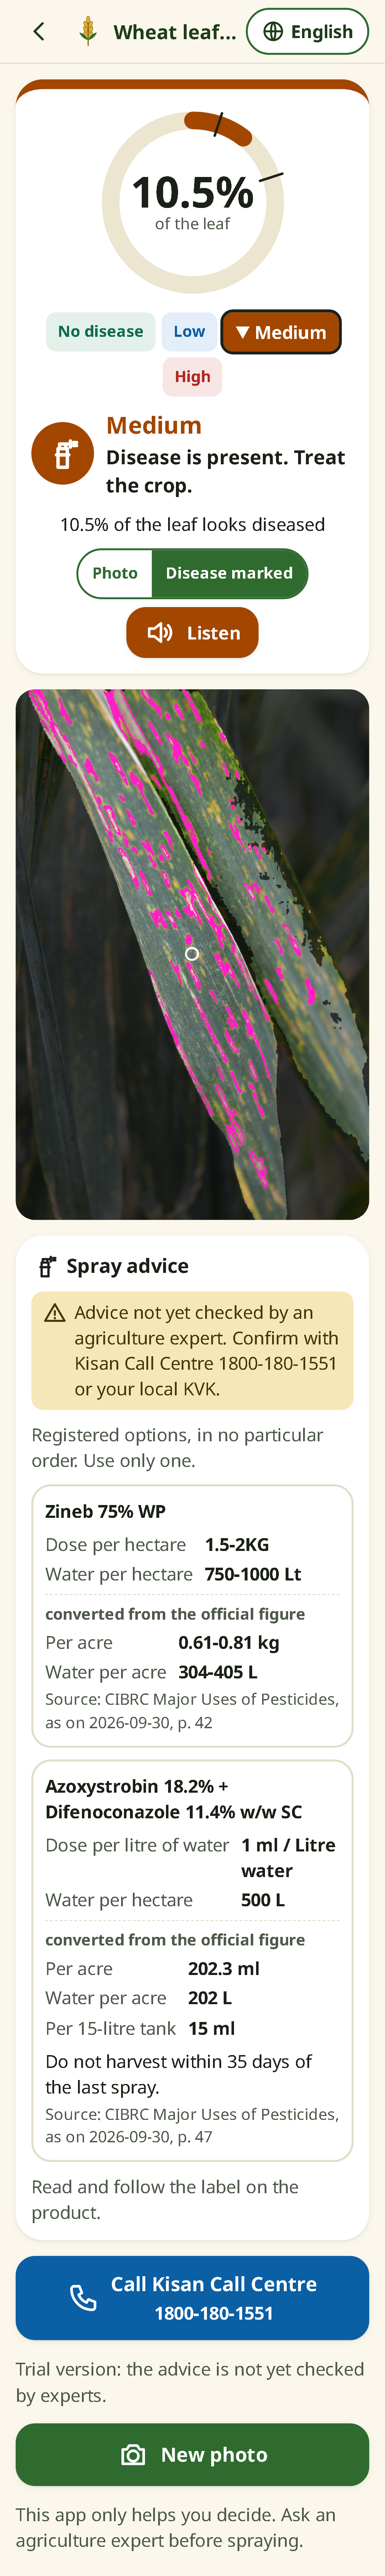 Wheat leaf...
English
10.5%
of the leaf
No disease
Low
▼ Medium
High
Medium
Disease is present. Treat
the crop.
10.5% of the leaf looks diseased
Photo
Disease marked
Listen
Spray advice
Advice not yet checked by an
agriculture expert. Confirm with
Kisan Call Centre 1800-180-1551
or your local KVK.
Registered options, in no particular
order. Use only one.
Zineb 75% WP
Dose per hectare 1.5-2KG
Water per hectare 750-1000 Lt
converted from the official figure
Per acre 0.61-0.81 kg
Water per acre 304-405 L
Source: CIBRC Major Uses of Pesticides,
as on 2026-09-30, p. 42
Azoxystrobin 18.2% +
Difenoconazole 11.4% w/w SC
Dose per litre of water 1 ml / Litre
water
Water per hectare 500 L
converted from the official figure
Per acre 202.3 ml
Water per acre 202 L
Per 15-litre tank 15 ml
Do not harvest within 35 days of
the last spray.
Source: CIBRC Major Uses of Pesticides,
as on 2026-09-30, p. 47
Read and follow the label on the
product.
Call Kisan Call Centre
1800-180-1551
Trial version: the advice is not yet checked
by experts.
New photo
This app only helps you decide. Ask an
agriculture expert before spraying.